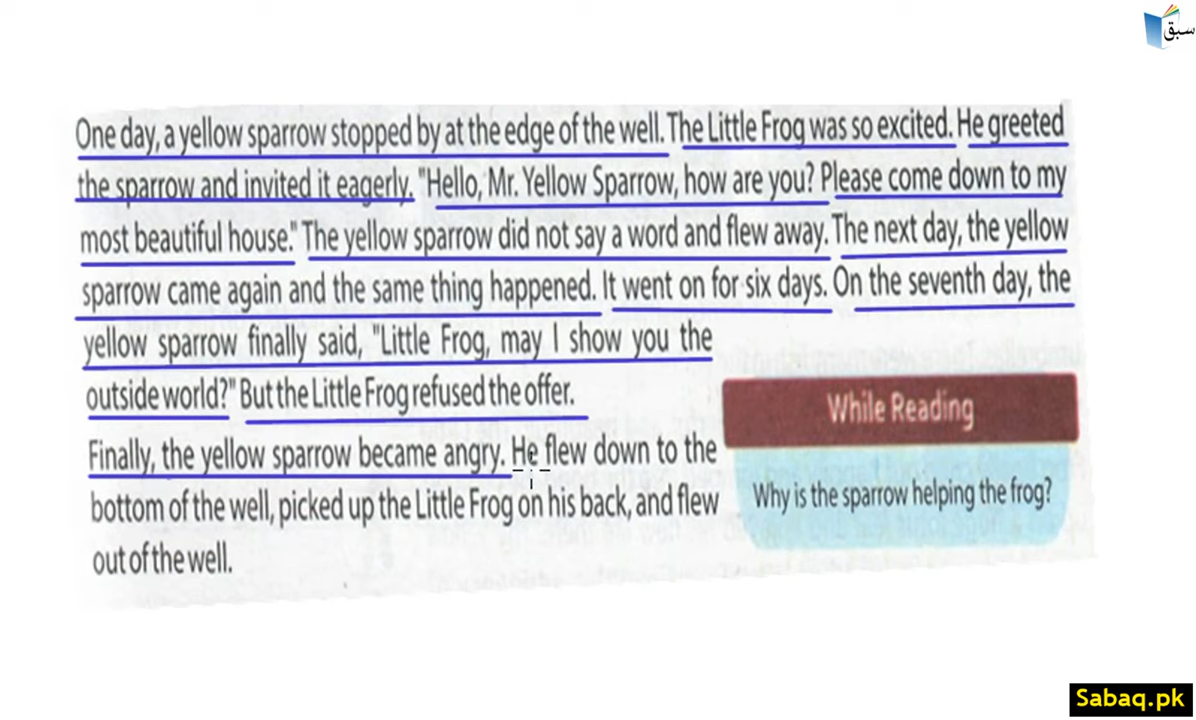 سبق
One day, a yellow sparrow stopped by at the edge of the well. The Little Frog was so excited. He greeted
the sparrow and invited it eagerly. "Hello, Mr. Yellow Sparrow, how are you? Please come down to my
most beautiful house." The yellow sparrow did not say a word and flew away. The next day, the yellow
sparrow came again and the same thing happened. It went on for six days. On the seventh day, the
yellow sparrow finally said, "Little Frog, may I show you the
outside world?" But the Little Frog refused the offer.
Finally, the yellow sparrow became angry. He flew down to the
bottom of the well, picked up the Little Frog on his back, and flew
out of the well.
While Reading
Why is the sparrow helping the frog?
Sabaq.pk